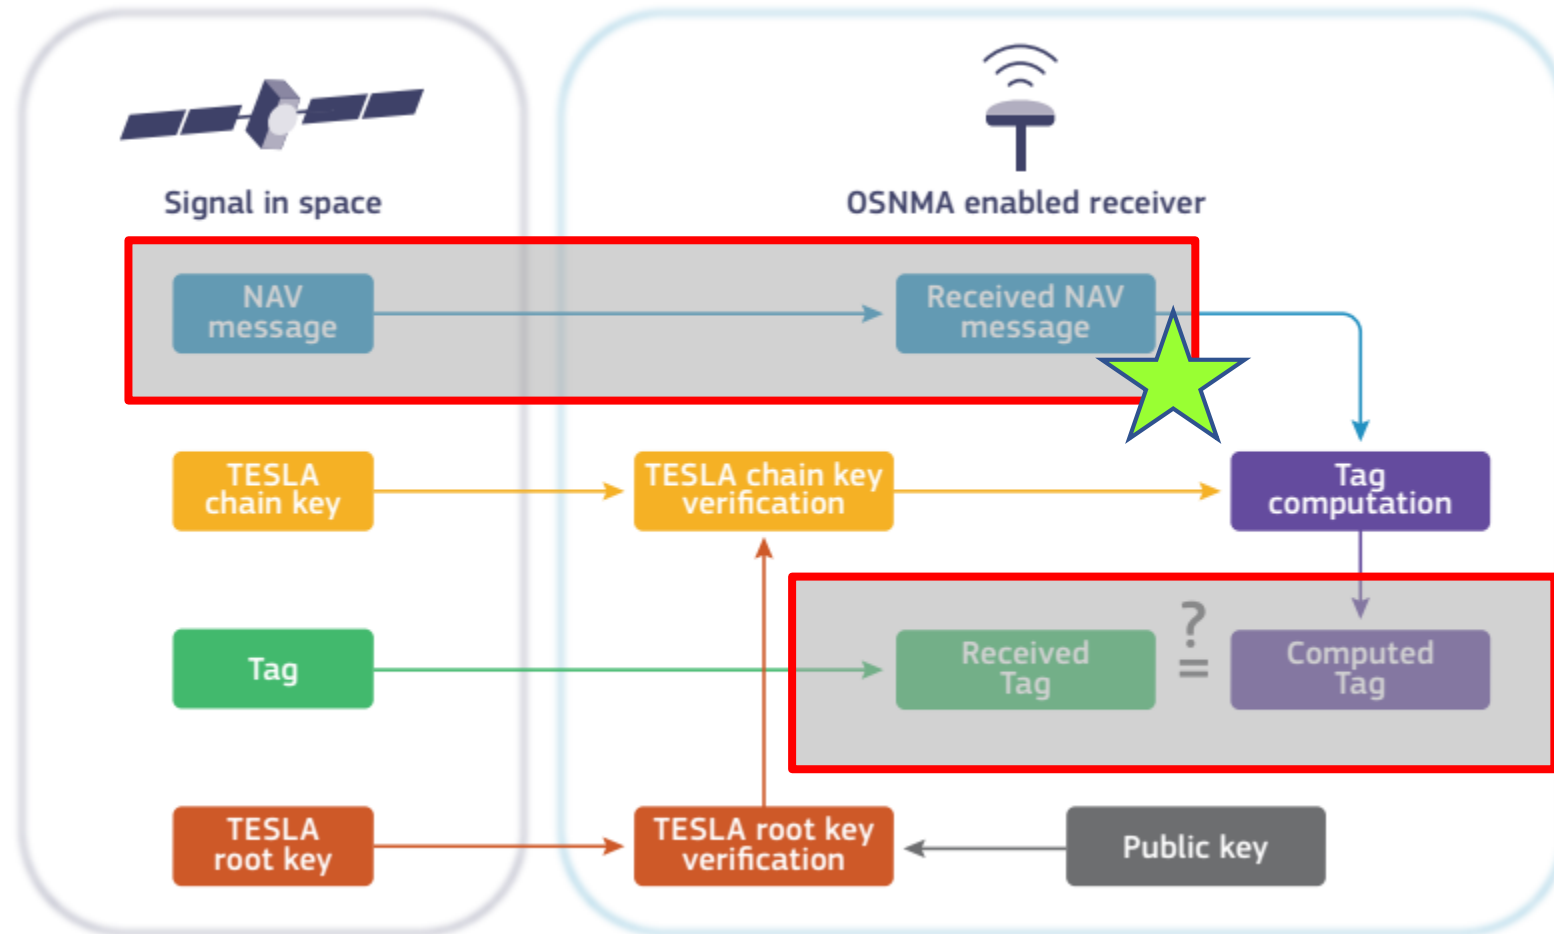 Signal in space
OSNMA enabled receiver
NAV
message
Received NAV
message
TESLA
chain key
TESLA chain key
verification
Tag
computation
Tag
Received
Tag
?
=
Computed
Tag
TESLA
root key
TESLA root key
verification
Public key